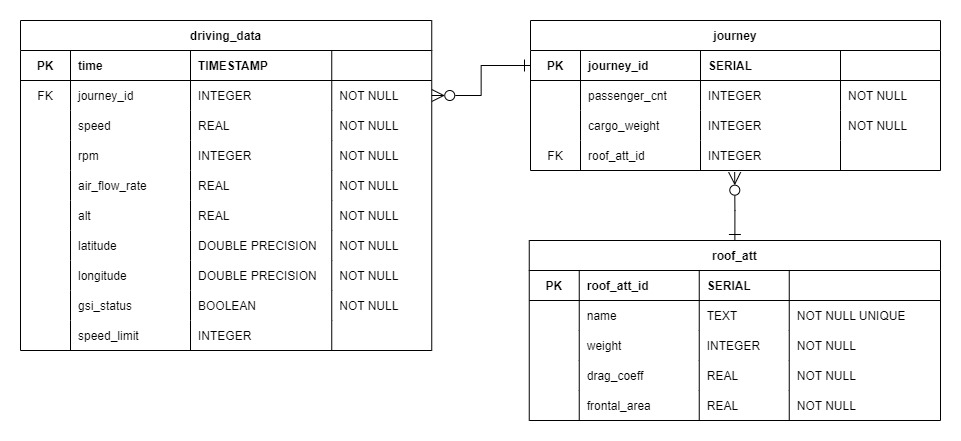 driving_data
PK time TIMESTAMP
FK journey_id INTEGER NOT NULL
speed REAL NOT NULL
rpm INTEGER NOT NULL
air_flow_rate REAL NOT NULL
alt REAL NOT NULL
latitude DOUBLE PRECISION NOT NULL
longitude DOUBLE PRECISION NOT NULL
gsi_status BOOLEAN NOT NULL
speed_limit INTEGER
journey
PK journey_id SERIAL
passenger_cnt INTEGER NOT NULL
cargo_weight INTEGER NOT NULL
FK roof_att_id INTEGER
roof_att
PK roof_att_id SERIAL
name TEXT NOT NULL UNIQUE
weight INTEGER NOT NULL
drag_coeff REAL NOT NULL
frontal_area REAL NOT NULL